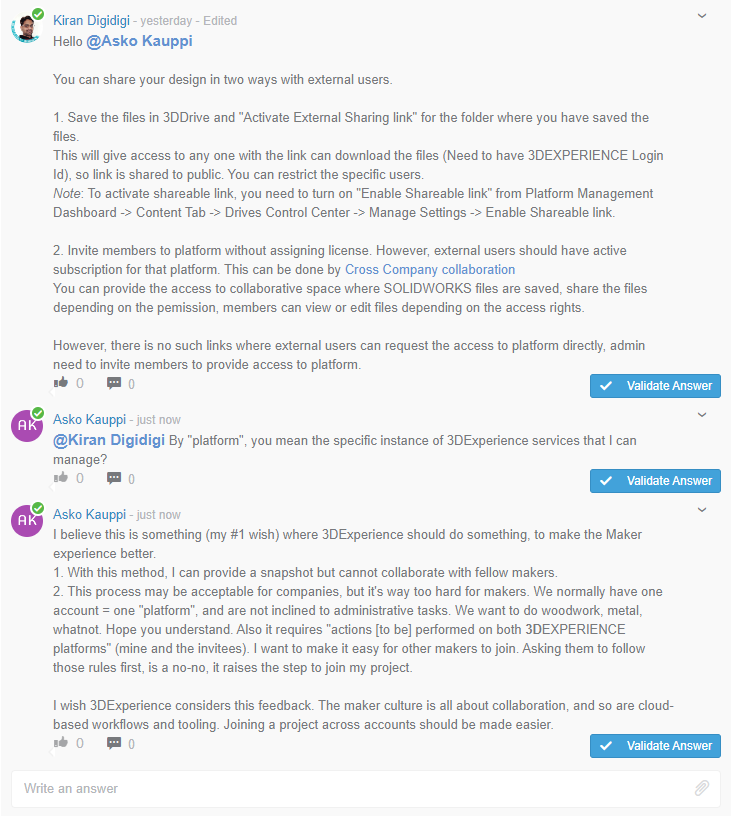 Kiran Digidigi - yesterday - Edited
Hello @Asko Kauppi
You can share your design in two ways with external users.
1. Save the files in 3DDrive and "Activate External Sharing link" for the folder where you have saved the
files.
This will give access to any one with the link can download the files (Need to have 3DEXPERIENCE Login
Id), so link is shared to public. You can restrict the specific users.
Note: To activate shareable link, you need to turn on "Enable Shareable link" from Platform Management
Dashboard -> Content Tab -> Drives Control Center -> Manage Settings -> Enable Shareable link.
2. Invite members to platform without assigning license. However, external users should have active
subscription for that platform. This can be done by Cross Company collaboration
You can provide the access to collaborative space where SOLIDWORKS files are saved, share the files
depending on the pemission, members can view or edit files depending on the access rights.
However, there is no such links where external users can request the access to platform directly, admin
need to invite members to provide access to platform.
0 0
Validate Answer
AK
Asko Kauppi - just now
@Kiran Digidigi By "platform", you mean the specific instance of 3DExperience services that I can
manage?
0 0
Validate Answer
AK
Asko Kauppi - just now
I believe this is something (my #1 wish) where 3DExperience should do something, to make the Maker
experience better.
1. With this method, I can provide a snapshot but cannot collaborate with fellow makers.
2. This process may be acceptable for companies, but it's way too hard for makers. We normally have one
account = one "platform", and are not inclined to administrative tasks. We want to do woodwork, metal,
whatnot. Hope you understand. Also it requires "actions [to be] performed on both 3DEXPERIENCE
platforms" (mine and the invitees). I want to make it easy for other makers to join. Asking them to follow
those rules first, is a no-no, it raises the step to join my project.
I wish 3DExperience considers this feedback. The maker culture is all about collaboration, and so are cloud-
based workflows and tooling. Joining a project across accounts should be made easier.
0 0
Validate Answer
Write an answer